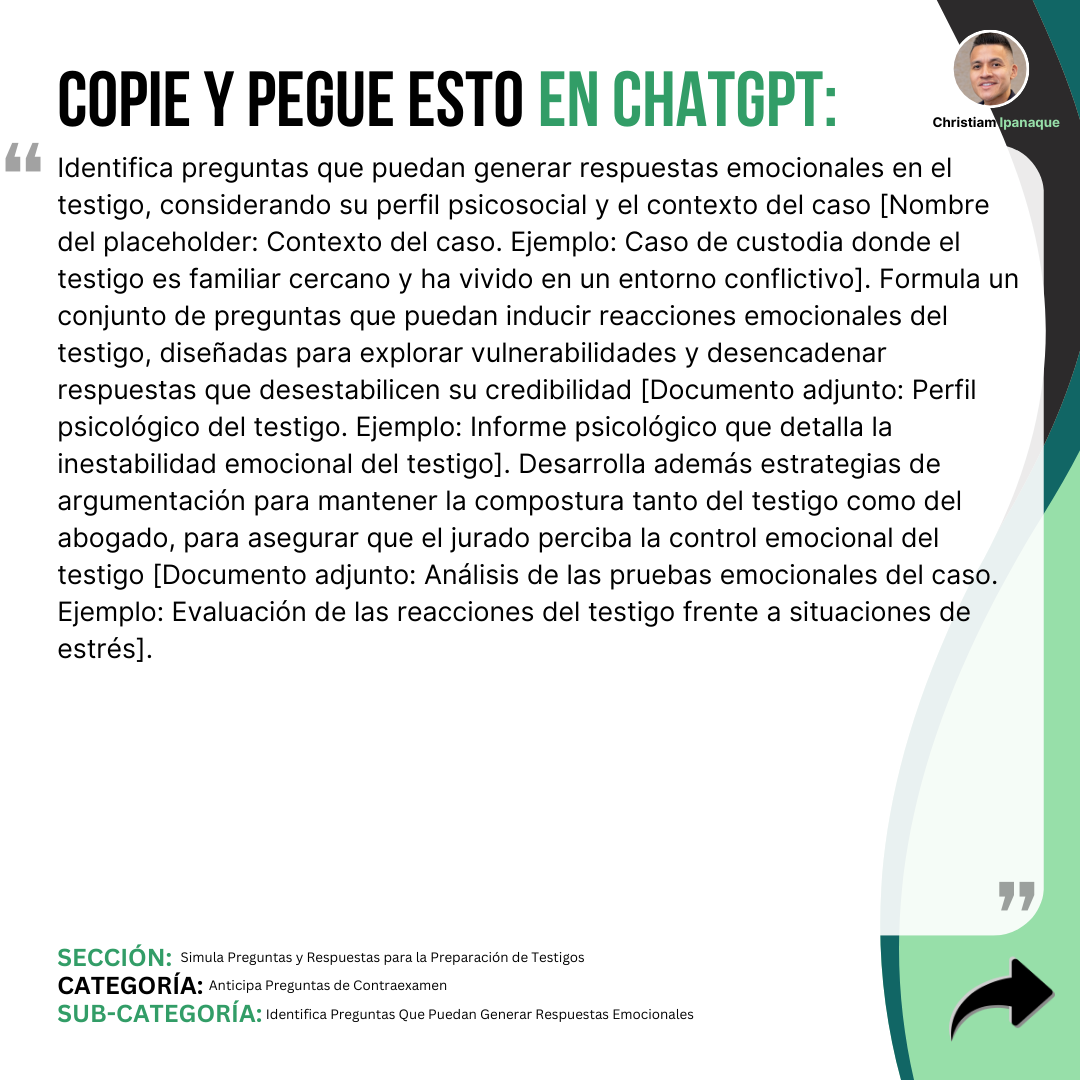 COPIE Y PEGUE ESTO EN CHATGPT:
Christiam Ipanaque
“
Identifica preguntas que puedan generar respuestas emocionales en el
testigo, considerando su perfil psicosocial y el contexto del caso [Nombre
del placeholder: Contexto del caso. Ejemplo: Caso de custodia donde el
testigo es familiar cercano y ha vivido en un entorno conflictivo]. Formula un
conjunto de preguntas que puedan inducir reacciones emocionales del
testigo, diseñadas para explorar vulnerabilidades y desencadenar
respuestas que desestabilicen su credibilidad [Documento adjunto: Perfil
psicológico del testigo. Ejemplo: Informe psicológico que detalla la
inestabilidad emocional del testigo]. Desarrolla además estrategias de
argumentación para mantener la compostura tanto del testigo como del
abogado, para asegurar que el jurado perciba la control emocional del
testigo [Documento adjunto: Análisis de las pruebas emocionales del caso.
Ejemplo: Evaluación de las reacciones del testigo frente a situaciones de
estrés].
”
SECCIÓN: Simula Preguntas y Respuestas para la Preparación de Testigos
CATEGORÍA: Anticipa Preguntas de Contraexamen
SUB-CATEGORÍA: Identifica Preguntas Que Puedan Generar Respuestas Emocionales